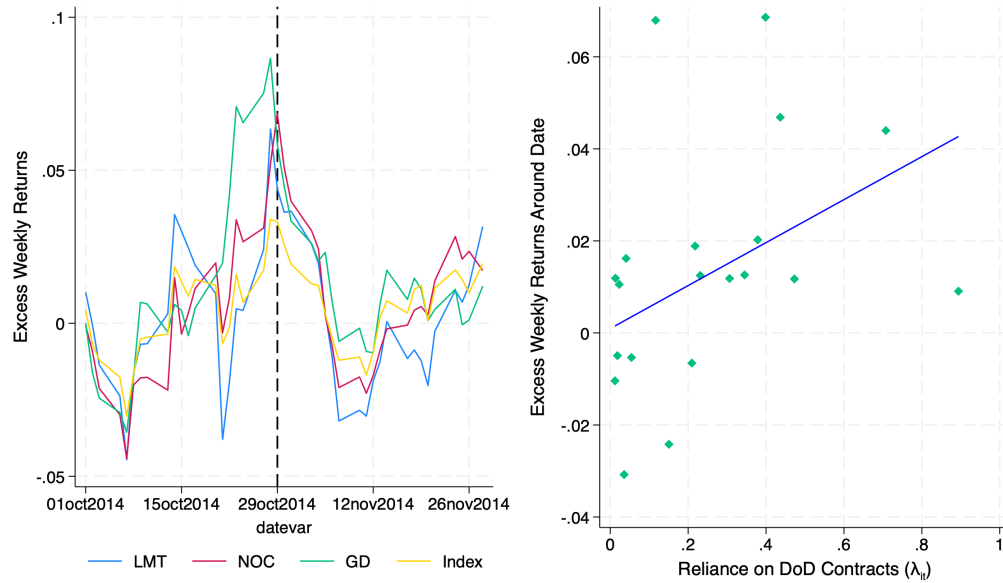 Excess Weekly Returns
.1
.05
0
-.05
01oct2014 15oct2014 29oct2014 12nov2014 26nov2014
datevar
LMT NOC GD Index
Excess Weekly Returns Around Date
.06
.04
.02
0
-.02
-.04
0 .2 .4 .6 .8 1
Reliance on DoD Contracts (λit)